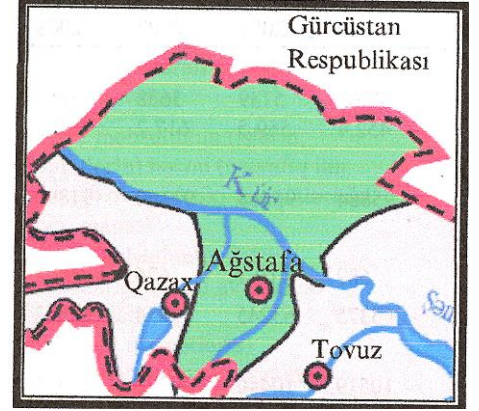 Gürcüstan
Respublikası
Kür
Ağstafa
Qazax
Tovuz